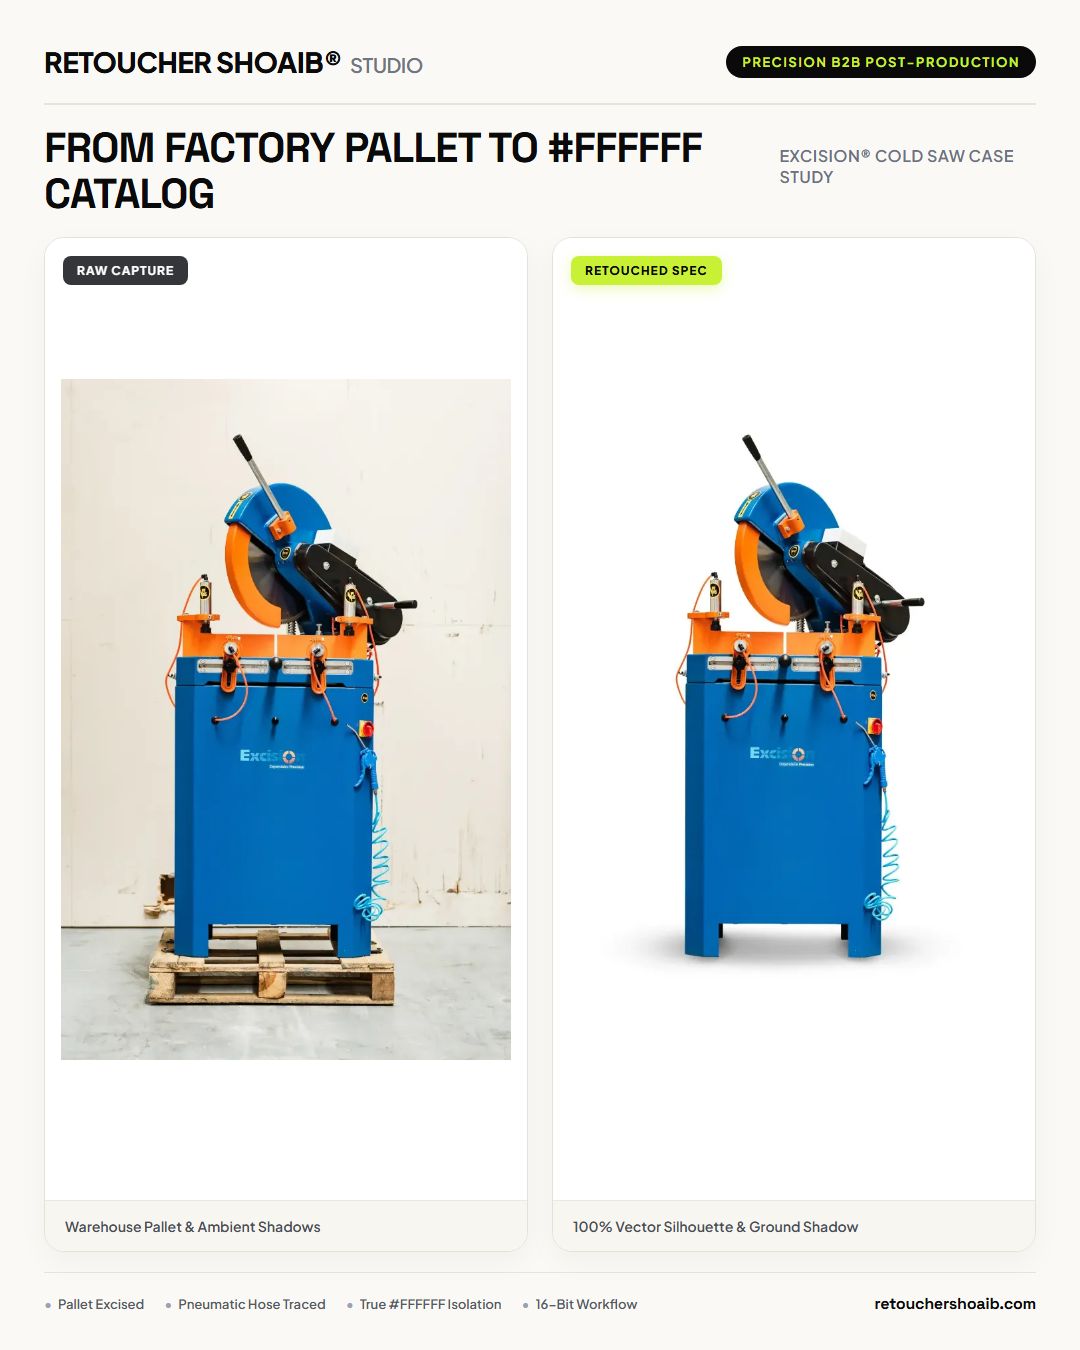 RETOUCHER SHOAIB® STUDIO
PRECISION B2B POST-PRODUCTION
FROM FACTORY PALLET TO #FFFFFF
CATALOG
EXCISION® COLD SAW CASE
STUDY
RAW CAPTURE
Excision
RETOUCHED SPEC
Excision
Warehouse Pallet & Ambient Shadows
100% Vector Silhouette & Ground Shadow
• Pallet Excised • Pneumatic Hose Traced • True #FFFFFF Isolation • 16-Bit Workflow
retouchershoaib.com